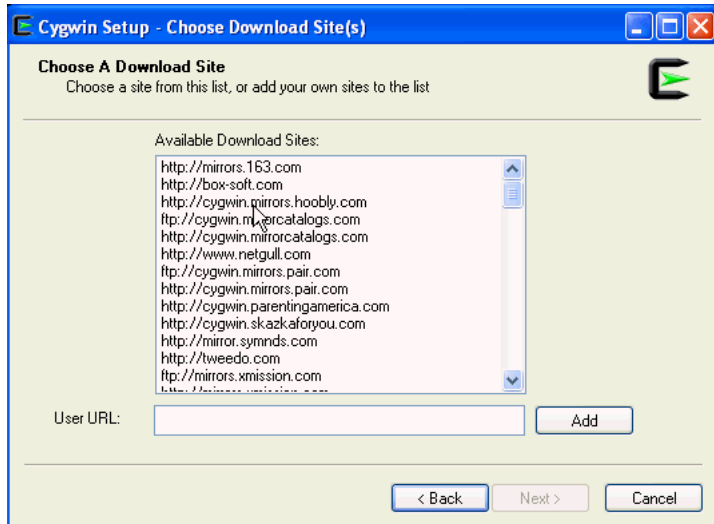 Cygwin Setup - Choose Download Site(s)
Choose A Download Site
Choose a site from this list, or add your own sites to the list
Available Download Sites:
http://mirrors.163.com
http://box-soft.com
http://cygwin.mirrors.hoobly.com
ftp://cygwin.mirrorcatalogs.com
http://cygwin.mirrorcatalogs.com
http://www.netgull.com
ftp://cygwin.mirrors.pair.com
http://cygwin.mirrors.pair.com
http://cygwin.parentingamerica.com
http://cygwin.skazkaforyou.com
http://mirror.symnds.com
http://tweedo.com
ftp://mirrors.xmission.com
User URL:
Add
< Back
Next >
Cancel